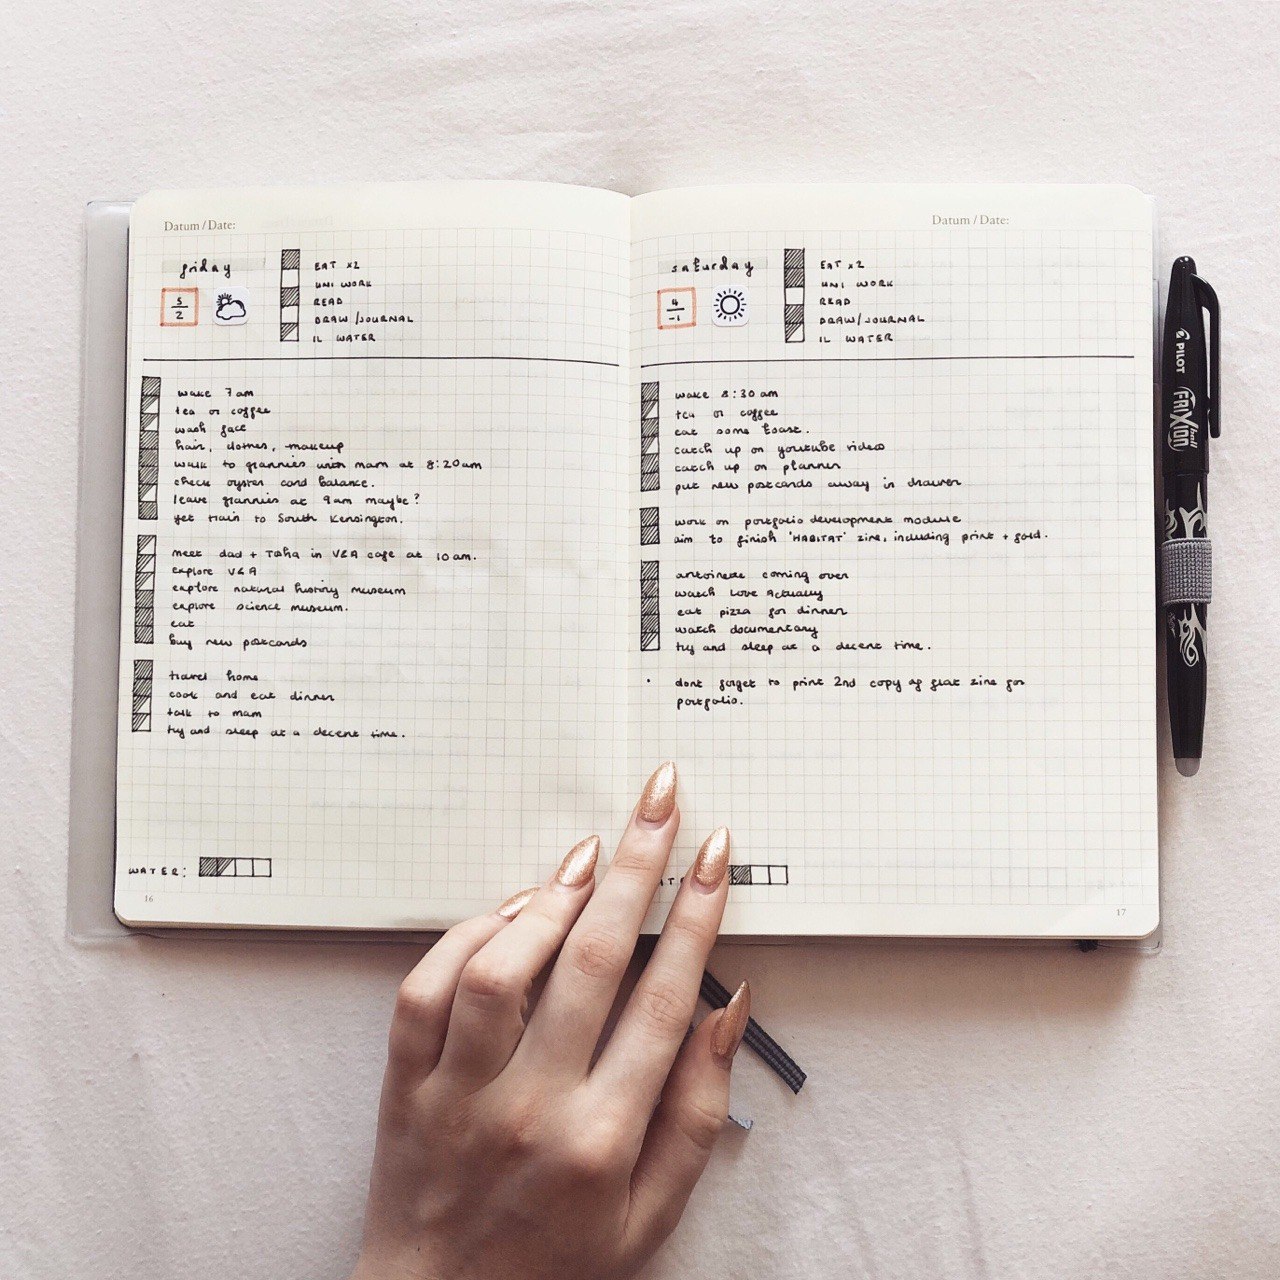 Datum / Date:
friday
5
2
EAT x2
UNI WORK
READ
DRAW / JOURNAL
1L WATER
wake 7am
tea or coffee
wash face
hair, clothes, makeup
walk to grannies with mam at 8:20am
check oyster card balance.
leave grannies at 9am maybe?
get train to South Kensington.
meet dad + Tasha in V&A cafe at 10am.
explore V&A
explore natural history museum
explore science museum.
eat
buy new postcards
travel home
cook and eat dinner
talk to mam
try and sleep at a decent time.
WATER:
16
Datum / Date:
saturday
4
-1
EAT x2
UNI WORK
READ
DRAW/JOURNAL
1L WATER
wake 8:30am
tea or coffee
eat some toast.
catch up on youtube videos
catch up on planner
put new postcards away in drawer
work on portfolio development module
aim to finish 'HABITAT' zine, including print + fold.
antoinette coming over
watch Love Actually
eat pizza for dinner
watch documentary
try and sleep at a decent time.
• dont forget to print 2nd copy of flat zine for
portfolio.
17
PILOT
FRIXION
ball